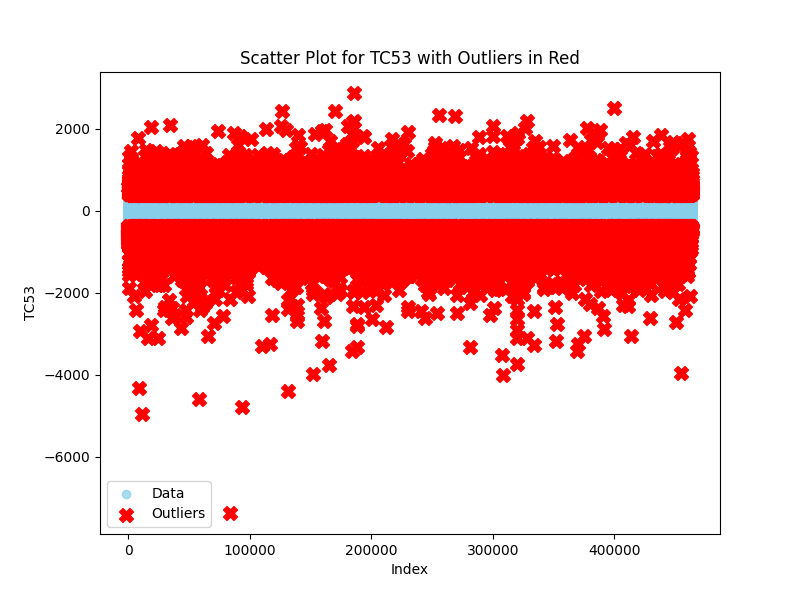 Scatter Plot for TC53 with Outliers in Red
2000
0
−2000
−4000
−6000
TC53
Data
Outliers
0 100000 200000 300000 400000
Index